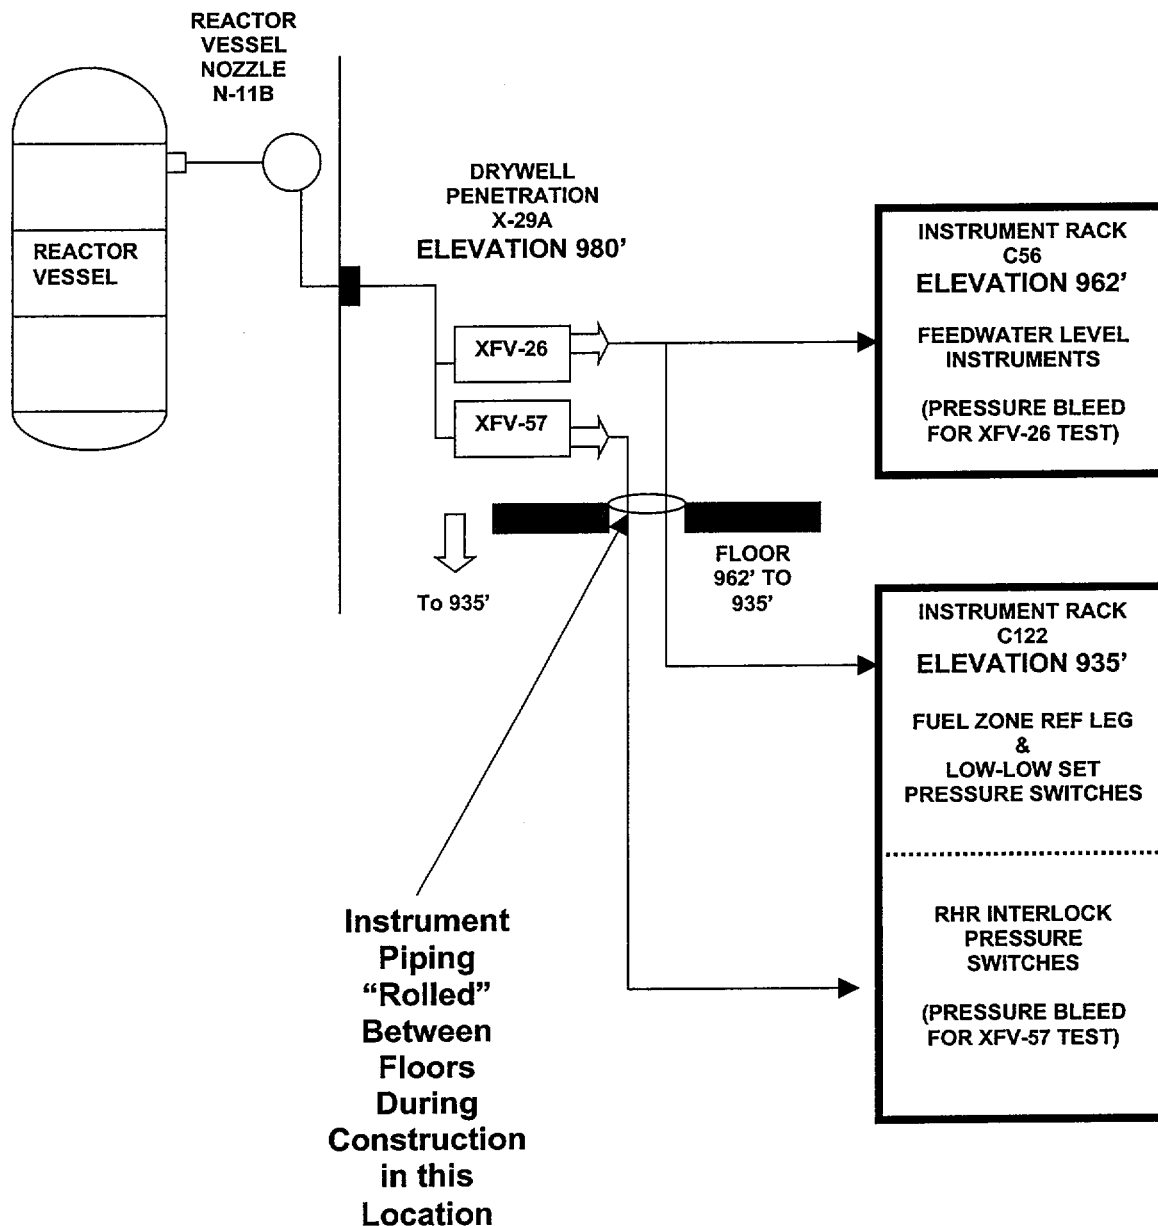 REACTOR
VESSEL
NOZZLE
N-11B
REACTOR
VESSEL
DRYWELL
PENETRATION
X-29A
ELEVATION 980’
XFV-26
XFV-57
To 935’
FLOOR
962’ TO
935’
INSTRUMENT RACK
C56
ELEVATION 962’
FEEDWATER LEVEL
INSTRUMENTS
(PRESSURE BLEED
FOR XFV-26 TEST)
INSTRUMENT RACK
C122
ELEVATION 935’
FUEL ZONE REF LEG
&
LOW-LOW SET
PRESSURE SWITCHES
RHR INTERLOCK
PRESSURE
SWITCHES
(PRESSURE BLEED
FOR XFV-57 TEST)
Instrument
Piping
“Rolled”
Between
Floors
During
Construction
in this
Location